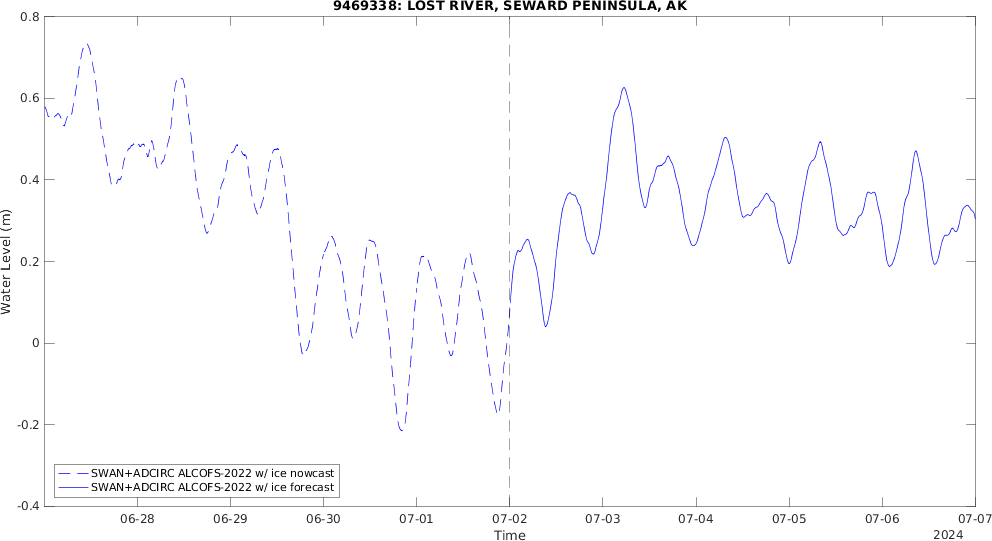 9469338: LOST RIVER, SEWARD PENINSULA, AK
0.8
0.6
0.4
0.2
0
-0.2
-0.4
Water Level (m)
SWAN+ADCIRC ALCOFS-2022 w/ ice nowcast
SWAN+ADCIRC ALCOFS-2022 w/ ice forecast
06-28 06-29 06-30 07-01 07-02 07-03 07-04 07-05 07-06 07-07
Time
2024